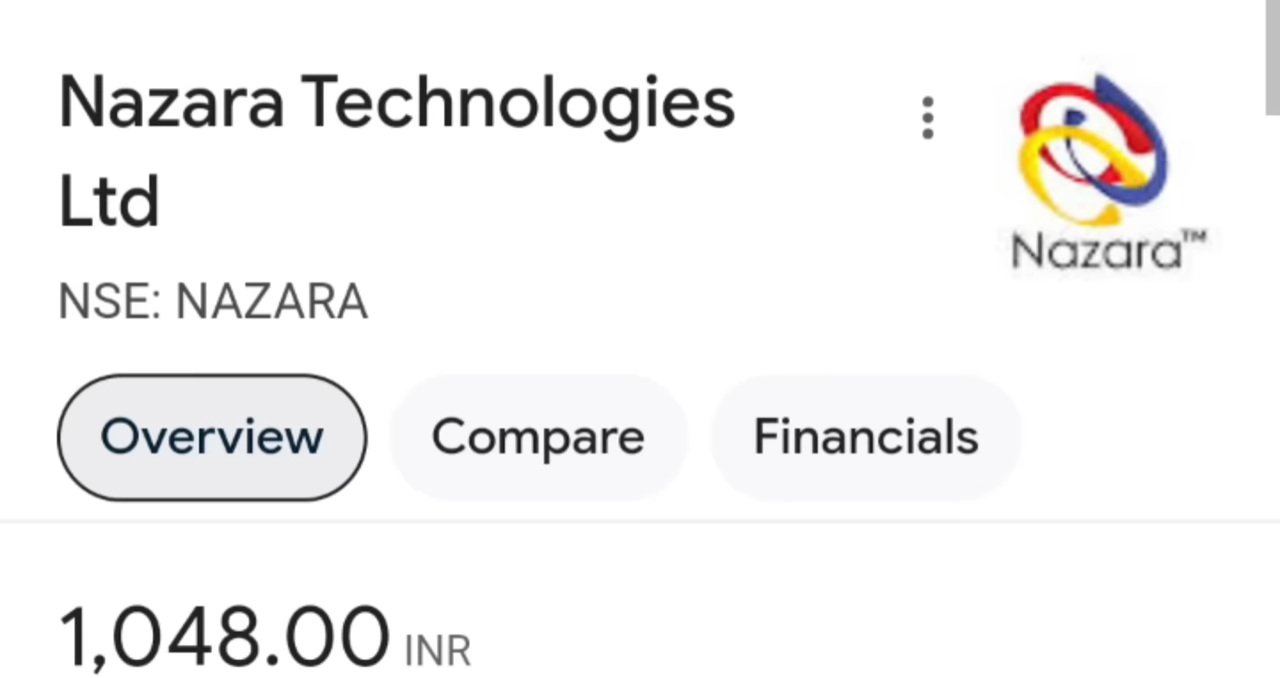 Nazara Technologies
Ltd
Nazara™
NSE: NAZARA
Overview Compare Financials
1,048.00 INR